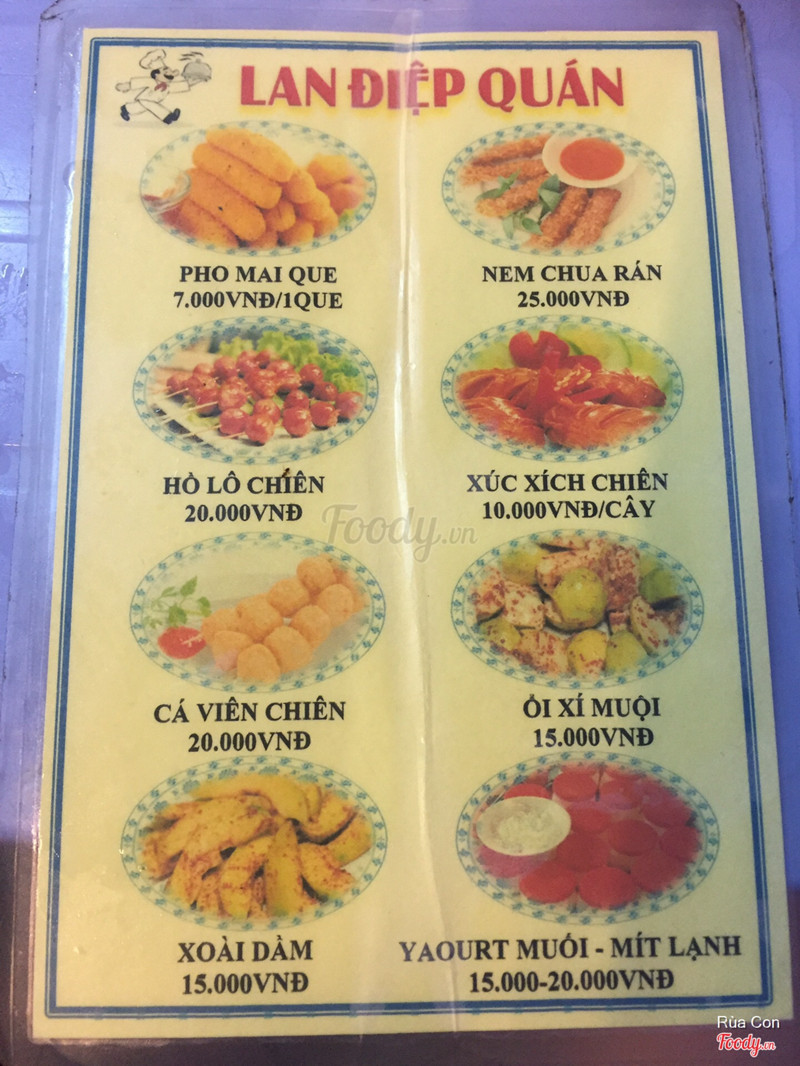 LAN ĐIỆP QUÁN
PHO MAI QUE
7.000VNĐ/1QUE
NEM CHUA RÁN
25.000VNĐ
HỒ LÔ CHIÊN
20.000VNĐ
XÚC XÍCH CHIÊN
10.000VNĐ/CÂY
Foody.vn
CÁ VIÊN CHIÊN
20.000VNĐ
ỔI XÍ MUỘI
15.000VNĐ
XOÀI DẦM
15.000VNĐ
YAOURT MUỐI - MÍT LẠNH
15.000-20.000VNĐ
Rùa Con
Foody.vn